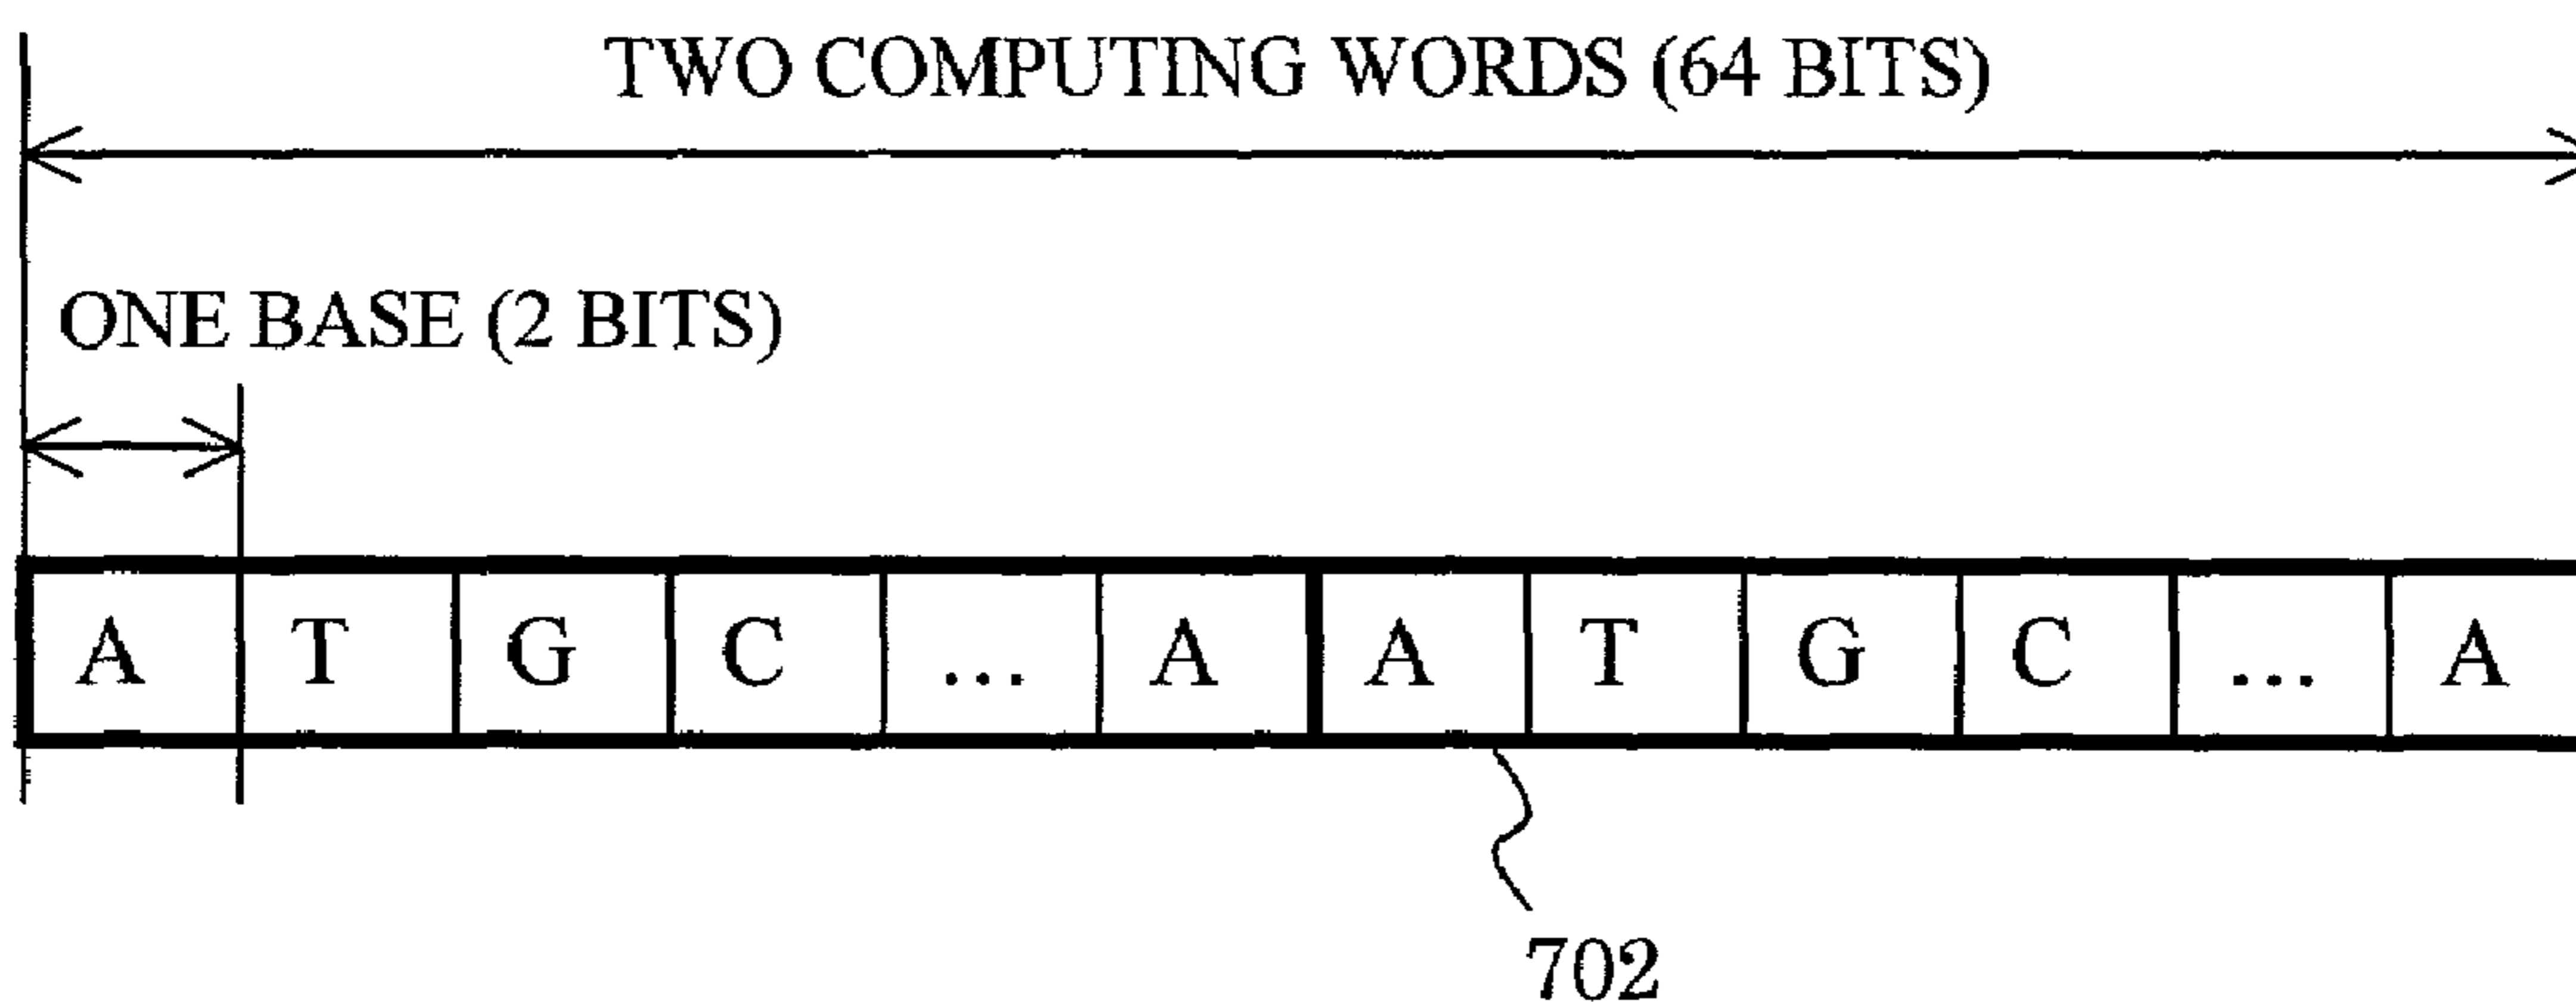 TWO COMPUTING WORDS (64 BITS)
ONE BASE (2 BITS)
A T G C ... A A T G C ... A
702